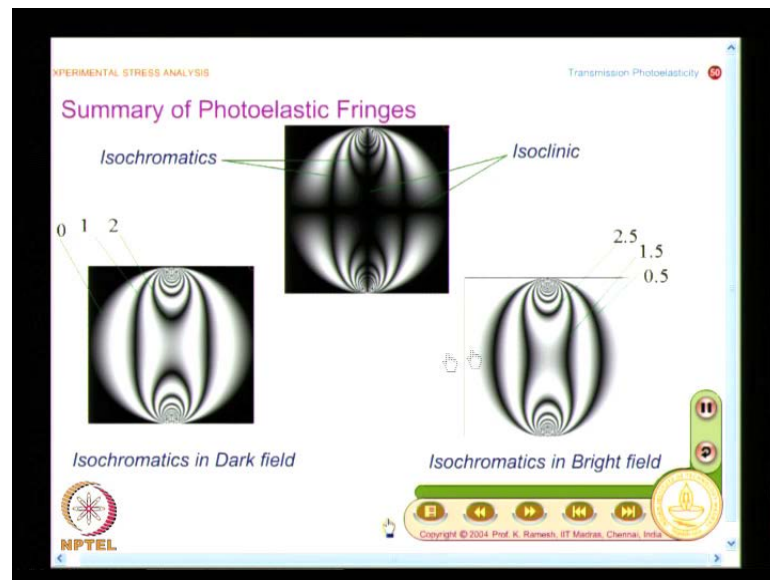 XPERIMENTAL STRESS ANALYSIS
Transmission Photoelasticity 50
Summary of Photoelastic Fringes
Isochromatics
Isoclinic
0 1 2
2.5
1.5
0.5
Isochromatics in Dark field
Isochromatics in Bright field
NPTEL
Copyright © 2004 Prof. K. Ramesh, IIT Madras, Chennai, India